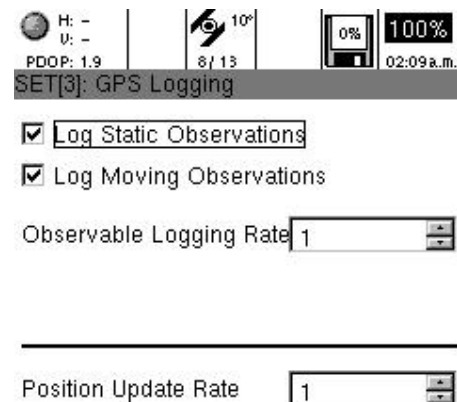 H: -
V: -
PDOP: 1.9
10°
8/ 13
0%
100%
02:09a.m.
SET[3]: GPS Logging
Log Static Observations
Log Moving Observations
Observable Logging Rate 1
Position Update Rate 1